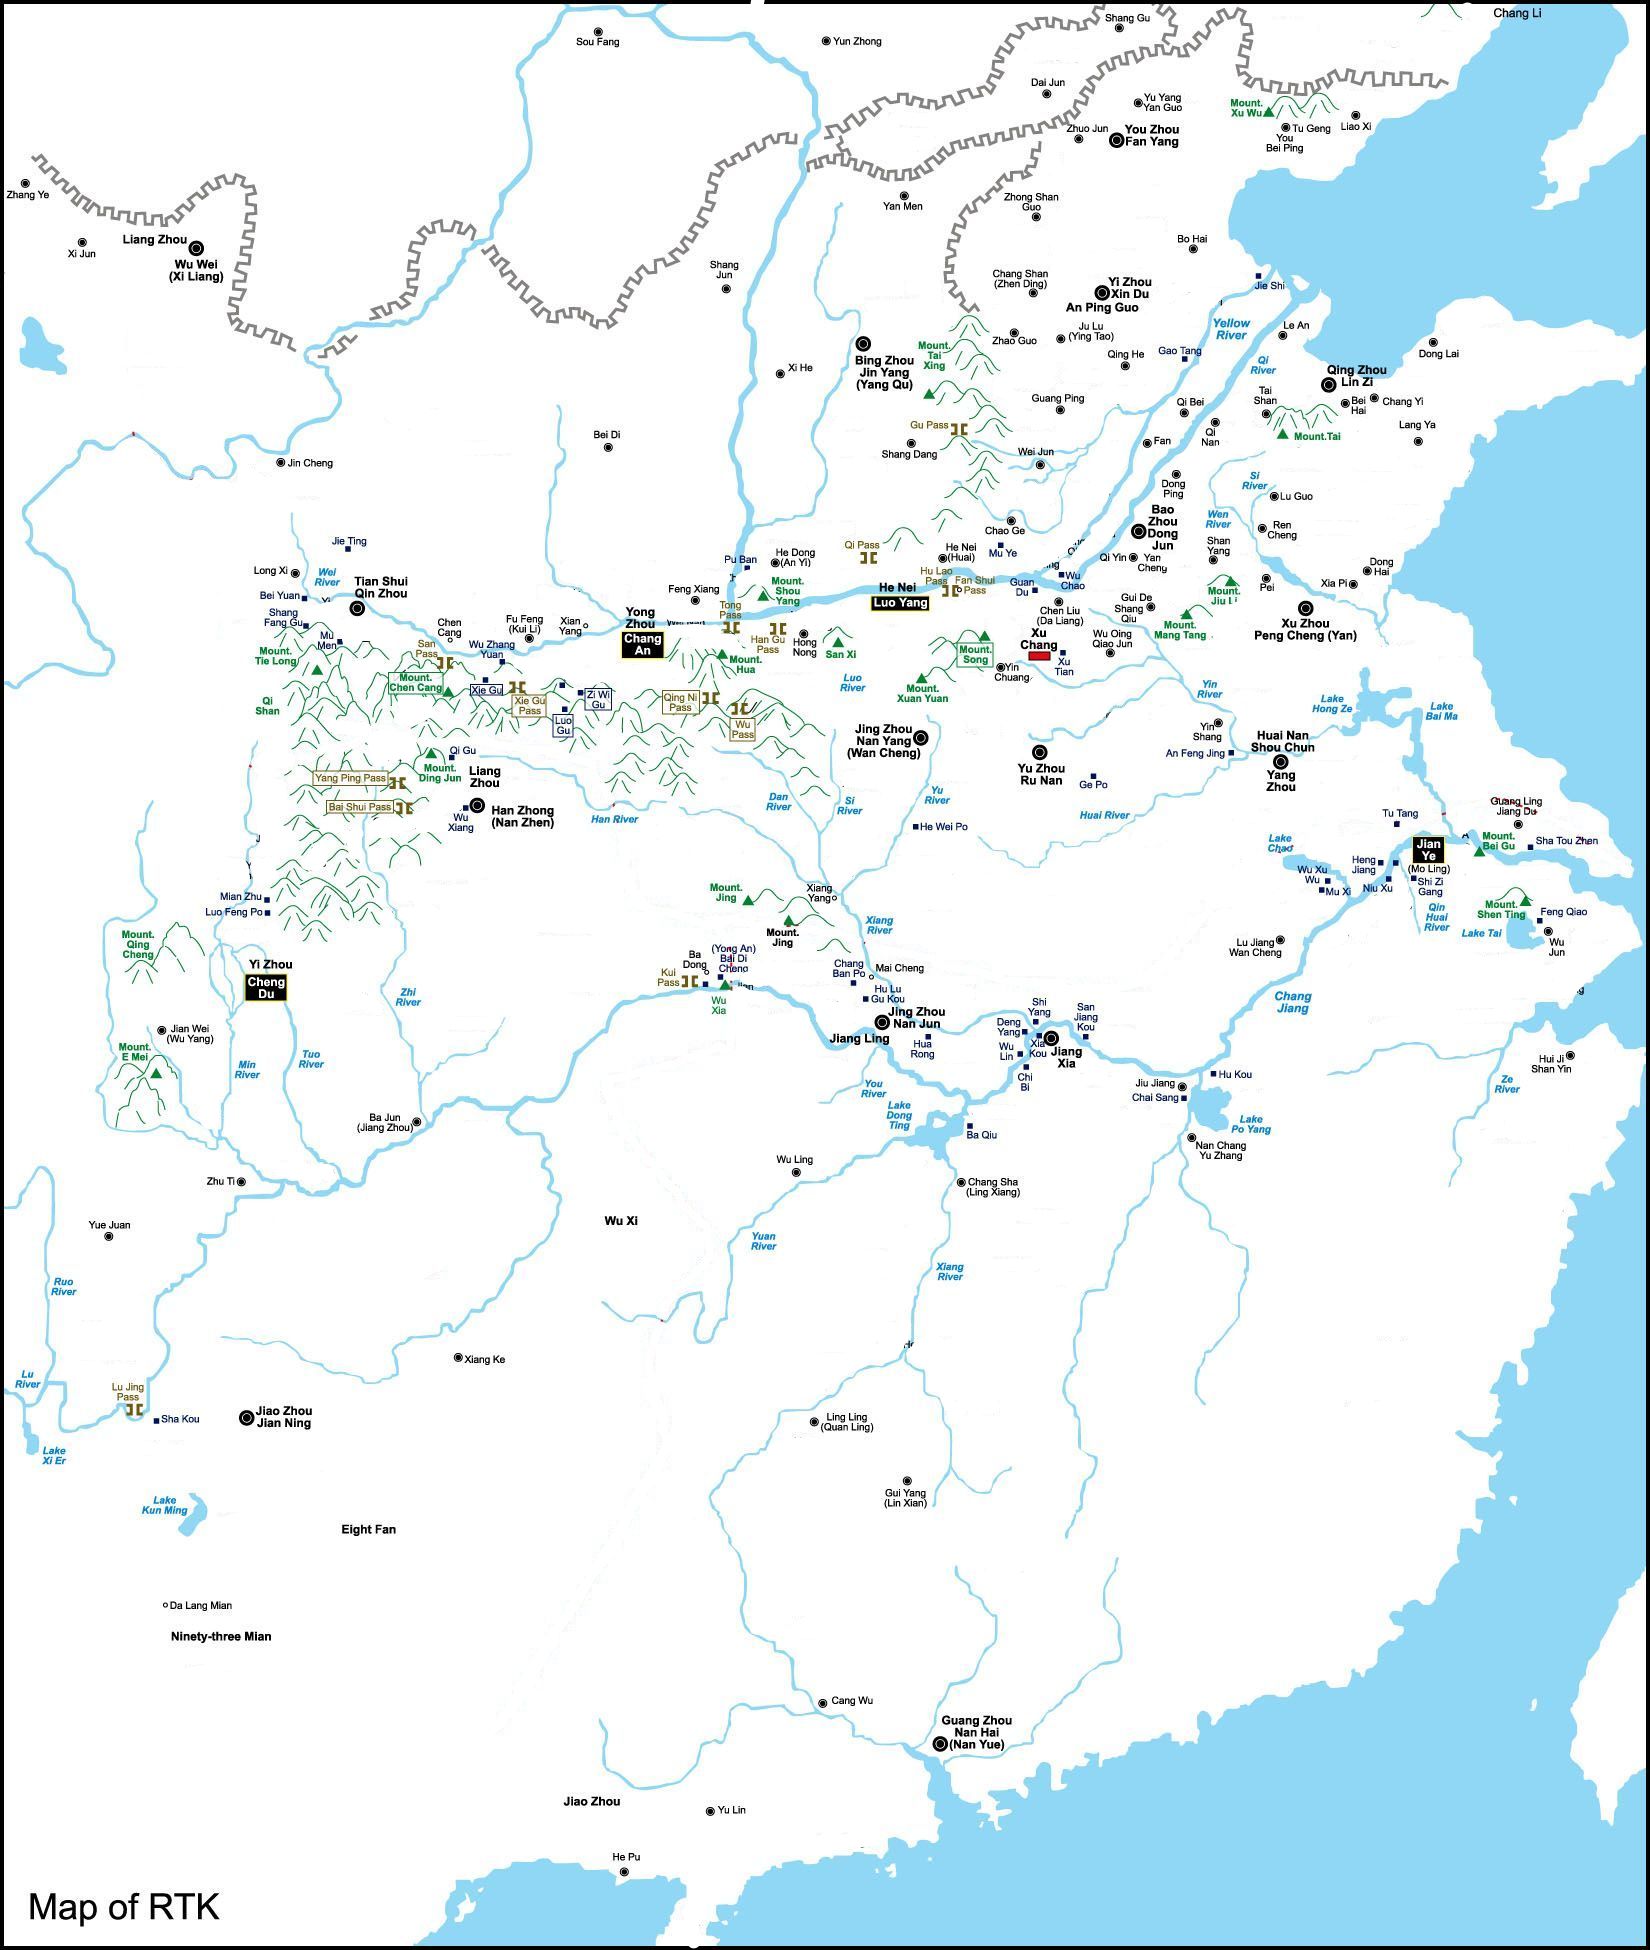 Chang Li
Shang Gu
Sou Fang
Yun Zhong
Dai Jun
Yu Yang
Yan Guo
Mount.
Xu Wu
Zhuo Jun
You Zhou
Fan Yang
Tu Geng
You
Bei Ping
Liao Xi
Zhang Ye
Yan Men
Zhong Shan
Guo
Xi Jun
Liang Zhou
Wu Wei
(Xi Liang)
Bo Hai
Shang
Jun
Chang Shan
(Zhen Ding)
Yi Zhou
Xin Du
An Ping Guo
Jie Shi
Yellow
River
Le An
Zhao Guo
Ju Lu
(Ying Tao)
Qing He
Gao Tang
Qi
River
Dong Lai
Mount.
Tai
Xing
Bing Zhou
Jin Yang
(Yang Qu)
Xi He
Qing Zhou
Lin Zi
Guang Ping
Qi Bei
Tai
Shan
Bei
Hai
Chang Yi
Gu Pass
Shang Dang
Wei Jun
Fan
Qi
Nan
Mount.Tai
Lang Ya
Bei Di
Jin Cheng
Dong
Ping
Si
River
Lu Guo
Bao
Zhou
Dong
Jun
Wen
River
Ren
Cheng
Chao Ge
Mu Ye
Jie Ting
Qi Pass
He Nei
(Huai)
Qi Yin
Yan
Cheng
Shan
Yang
Dong
Hai
Xia Pi
Pei
Long Xi
Wei
River
Pu Ban
He Dong
(An Yi)
Hu Lao
Pass
Fan Shui
Pass
Guan
Du
Wu
Chao
Mount.
Jiu Li
Bei Yuan
Tian Shui
Qin Zhou
Feng Xiang
Mount.
Shou
Yang
He Nei
Luo Yang
Chen Liu
(Da Liang)
Gui De
Shang
Qiu
Mount.
Mang Tang
Xu Zhou
Peng Cheng (Yan)
Shang
Fang Gu
Mu
Men
Chen
Cang
Fu Feng
(Kui Li)
Xian
Yang
Yong
Zhou
Chang
An
Tong
Pass
Han Gu
Pass
Hong
Nong
San Xi
Mount.
Song
Xu
Chang
Xu
Tian
Wu Oing
Qiao Jun
Mount.
Tie Long
San
Pass
Wu Zhang
Yuan
Mount.
Hua
Yin
Chuang
Mount.
Chen Cang
Xie Gu
Xie Gu
Pass
Zi Wi
Gu
Luo
Gu
Qing Ni
Pass
Wu
Pass
Luo
River
Mount.
Xuan Yuan
Yin
River
Lake
Hong Ze
Lake
Bai Ma
Qi
Shan
Jing Zhou
Nan Yang
(Wan Cheng)
Yin
Shang
Huai Nan
Shou Chun
Yang
Zhou
An Feng Jing
Yu Zhou
Ru Nan
Ge Po
Qi Gu
Mount.
Ding Jun
Yang Ping Pass
Bai Shui Pass
Liang
Zhou
Han Zhong
(Nan Zhen)
Wu
Xiang
Han River
Dan
River
Si
River
Yu
River
He Wei Po
Huai River
Tu Tang
Guang Ling
Jiang Du
Jian
Ye
(Mo Ling)
Mount.
Bei Gu
Sha Tou Zhen
Lake
Chao
Heng
Jiang
Wu Xu
Wu
Mu Xi
Niu Xu
Shi Zi
Gang
Mian Zhu
Luo Feng Po
Mount.
Jing
Xiang
Yang
Mount.
Jing
Xiang
River
Qin
Huai
River
Mount.
Shen Ting
Lake Tai
Feng Qiao
Wu
Jun
Lu Jiang
Wan Cheng
Mount.
Qing
Cheng
Yi Zhou
Cheng
Du
Ba
Dong
(Yong An)
Bai Di
Cheng
Kui
Pass
Wu
Xia
Chang
Ban Po
Mai Cheng
Hu Lu
Gu Kou
Zhi
River
Chang
Jiang
Jing Zhou
Nan Jun
Jiang Ling
Hua
Rong
Shi
Yang
Deng
Yang
Xia
Kou
Wu
Lin
Chi
Bi
Jiang
Xia
San
Jiang
Kou
Jian Wei
(Wu Yang)
Mount.
E Mei
Min
River
Tuo
River
Hui Ji
Shan Yin
Ze
River
Jiu Jiang
Chai Sang
Hu Kou
Lake
Po Yang
You
River
Lake
Dong
Ting
Ba Qiu
Ba Jun
(Jiang Zhou)
Nan Chang
Yu Zhang
Wu Ling
Chang Sha
(Ling Xiang)
Zhu Ti
Yue Juan
Wu Xi
Yuan
River
Xiang
River
Ruo
River
Lu
River
Lu Jing
Pass
Sha Kou
Xiang Ke
Jiao Zhou
Jian Ning
Ling Ling
(Quan Ling)
Lake
Xi Er
Gui Yang
(Lin Xian)
Lake
Kun Ming
Eight Fan
Da Lang Mian
Ninety-three Mian
Cang Wu
Guang Zhou
Nan Hai
(Nan Yue)
Jiao Zhou
Yu Lin
He Pu
Map of RTK